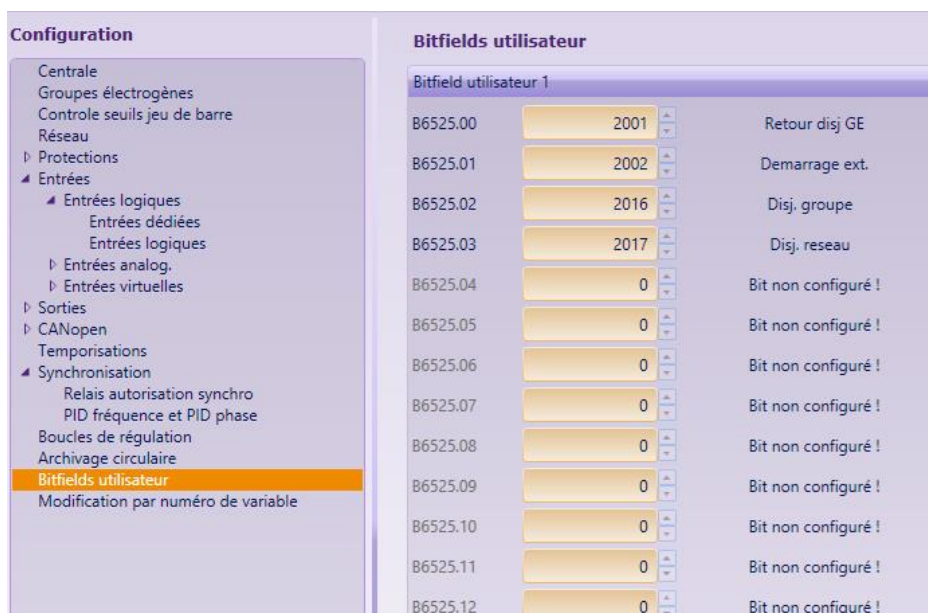 Configuration
Centrale
Groupes électrogènes
Controle seuils jeu de barre
Réseau
Protections
Entrées
Entrées logiques
Entrées dédiées
Entrées logiques
Entrées analog.
Entrées virtuelles
Sorties
CANopen
Temporisations
Synchronisation
Relais autorisation synchro
PID fréquence et PID phase
Boucles de régulation
Archivage circulaire
Bitfields utilisateur
Modification par numéro de variable
Bitfields utilisateur
Bitfield utilisateur 1
B6525.00 2001 Retour disj GE
B6525.01 2002 Demarrage ext.
B6525.02 2016 Disj. groupe
B6525.03 2017 Disj. reseau
B6525.04 0 Bit non configuré !
B6525.05 0 Bit non configuré !
B6525.06 0 Bit non configuré !
B6525.07 0 Bit non configuré !
B6525.08 0 Bit non configuré !
B6525.09 0 Bit non configuré !
B6525.10 0 Bit non configuré !
B6525.11 0 Bit non configuré !
B6525.12 0 Bit non configuré !